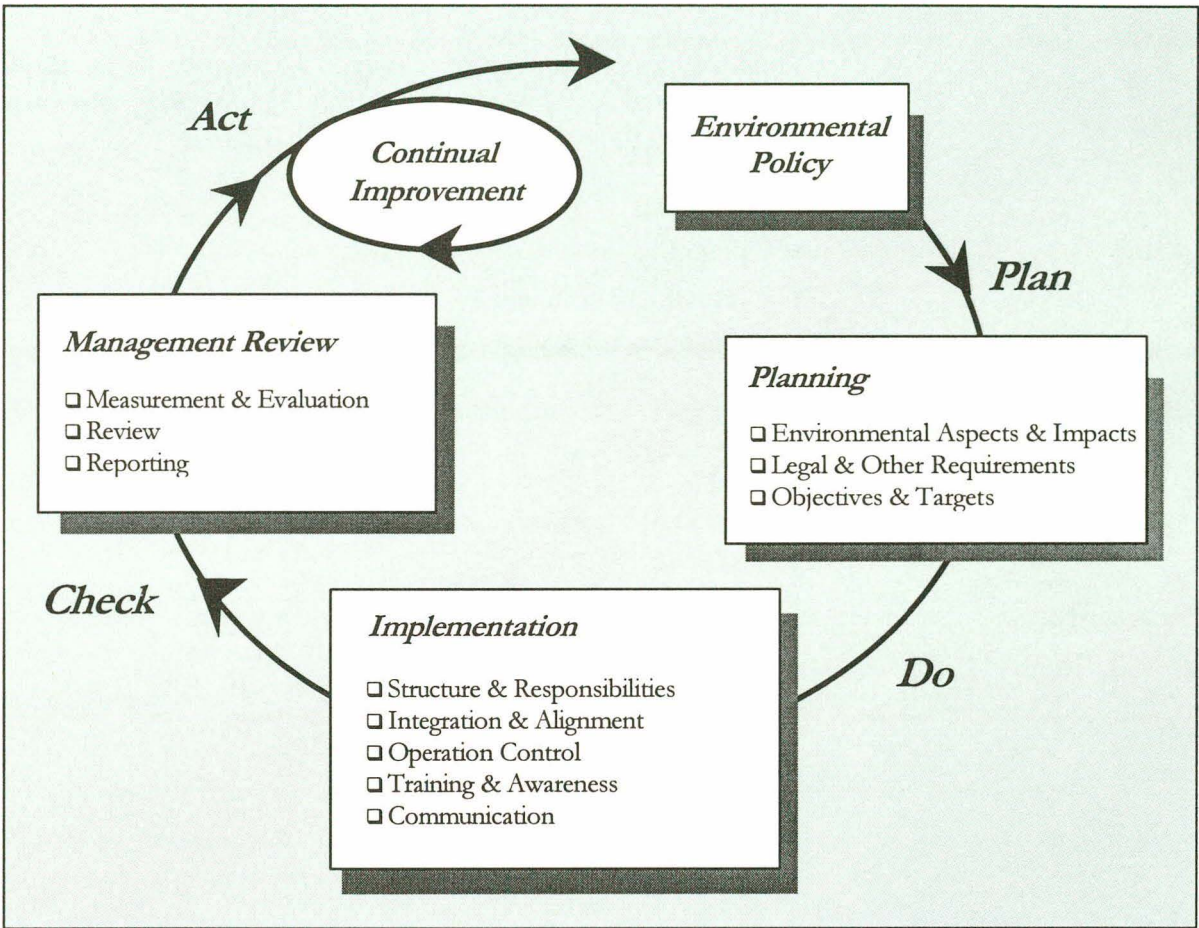 Act
Continual
Improvement
Environmental
Policy
Plan
Management Review
❑ Measurement & Evaluation
❑ Review
❑ Reporting
Planning
❑ Environmental Aspects & Impacts
❑ Legal & Other Requirements
❑ Objectives & Targets
Check
Implementation
❑ Structure & Responsibilities
❑ Integration & Alignment
❑ Operation Control
❑ Training & Awareness
❑ Communication
Do